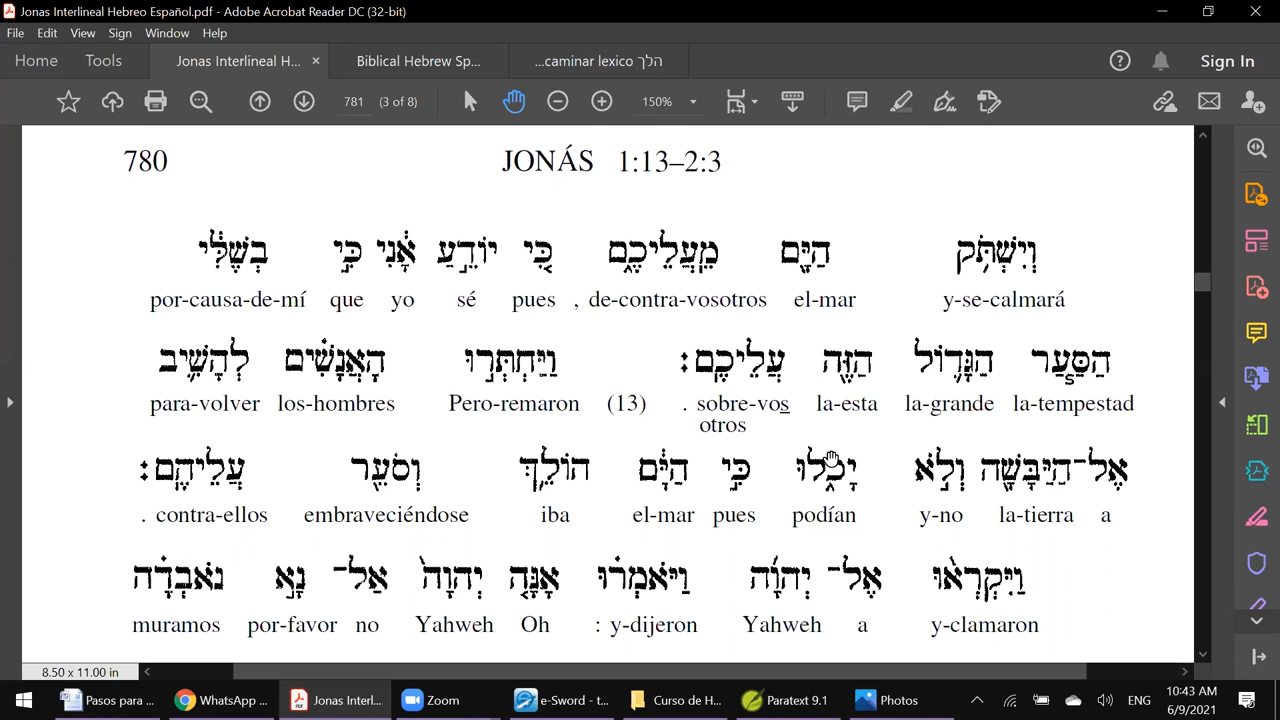 Jonas Interlineal Hebreo Español.pdf - Adobe Acrobat Reader DC (32-bit)
File Edit View Sign Window Help
Home Tools Jonas Interlineal H... × Biblical Hebrew Sp... ...caminar lexico הלך Sign In
781 (3 of 8) 150%
780 JONÁS 1:13–2:3
וְיִשְׁתֹּק הַיָּם מֵעֲלֵיכֶם כִּי יוֹדֵעַ אָנִי כִּי בְשֶׁלִּי
por-causa-de-mí que yo sé pues , de-contra-vosotros el-mar y-se-calmará
הַסַּעַר הַגָּדוֹל הַזֶּה עֲלֵיכֶם׃ וַיַּחְתְּרוּ הָאֲנָשִׁים לְהָשִׁיב
para-volver los-hombres Pero-remaron (13) . sobre-vos la-esta la-grande la-tempestad
otros
אֶל־הַיַּבָּשָׁה וְלֹא יָכֹלוּ כִּי הַיָּם הוֹלֵךְ וְסֹעֵר עֲלֵיהֶם׃
. contra-ellos embraveciéndose iba el-mar pues podían y-no la-tierra a
וַיִּקְרְאוּ אֶל־ יְהוָה וַיֹּאמְרוּ אָנָּה יְהוָה אַל־ נָא נֹאבְדָה
muramos por-favor no Yahweh Oh : y-dijeron Yahweh a y-clamaron
8.50 x 11.00 in
Pasos para ... WhatsApp ... Jonas Interl... Zoom e-Sword - t... Curso de H... Paratext 9.1 Photos ENG 10:43 AM
6/9/2021